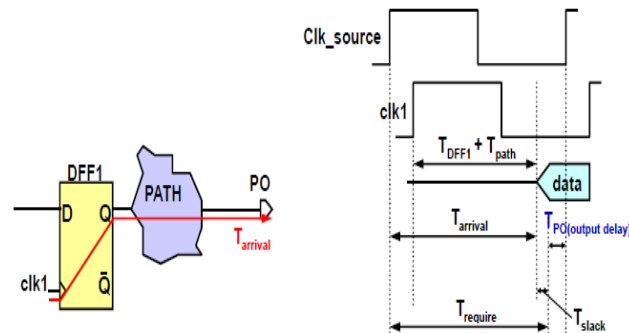 Clk_source
clk1
T_DFF1 + T_path
data
T_arrival
T_PO(output delay)
T_slack
T_require
DFF1
D
Q
Q̄
clk1
PATH
PO
T_arrival